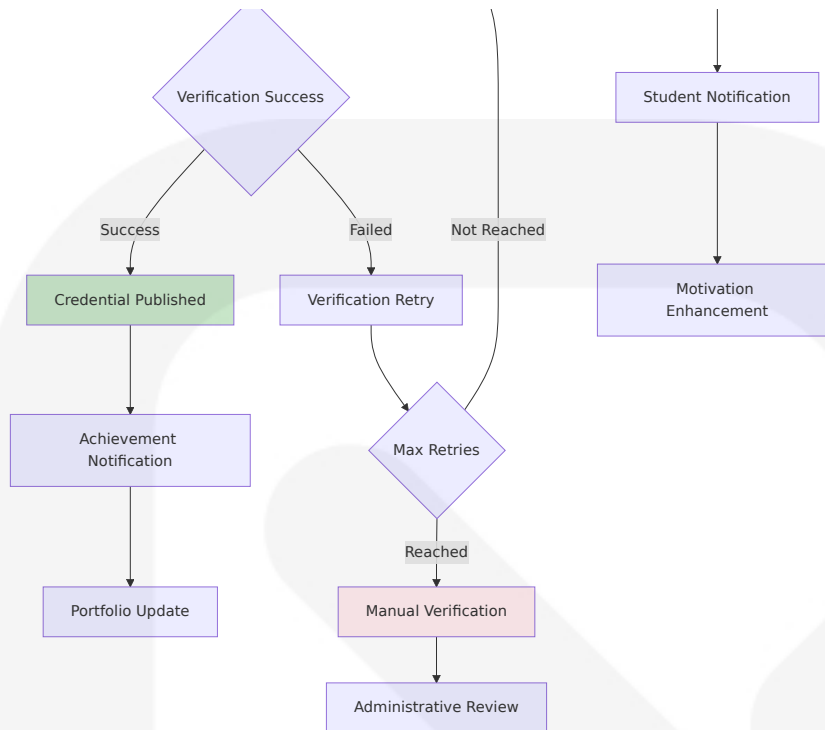 Verification Success
Student Notification
Success
Failed
Not Reached
Credential Published
Verification Retry
Motivation
Enhancement
Achievement
Notification
Max Retries
Reached
Portfolio Update
Manual Verification
Administrative Review